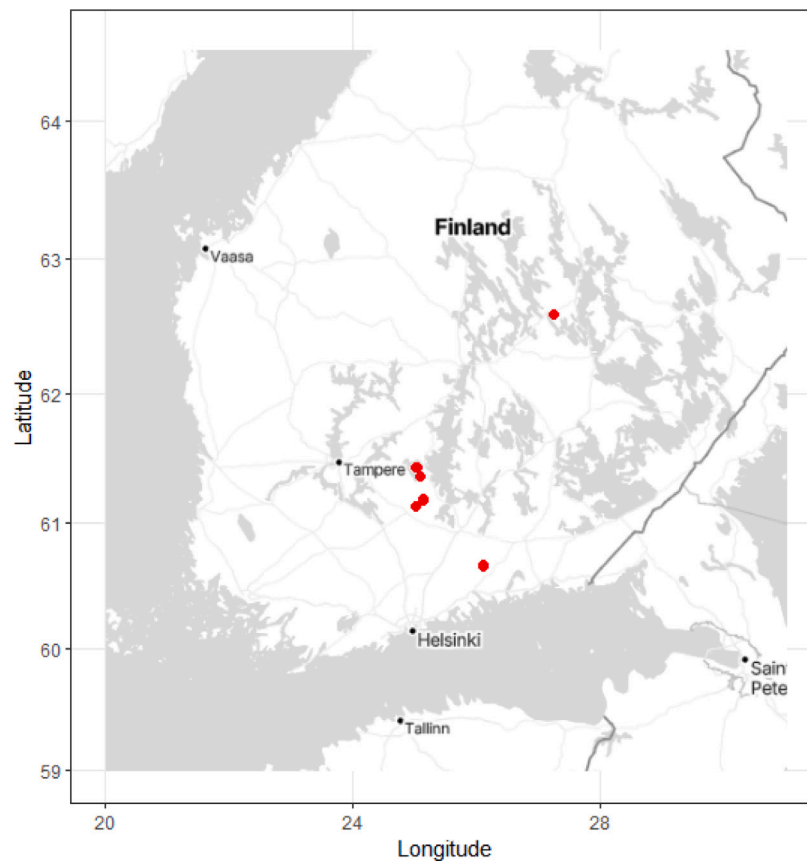 64
Finland
Vaasa
63
Latitude
62
Tampere
61
60
Helsinki
Sain
Pete
Tallinn
59
20
24
28
Longitude